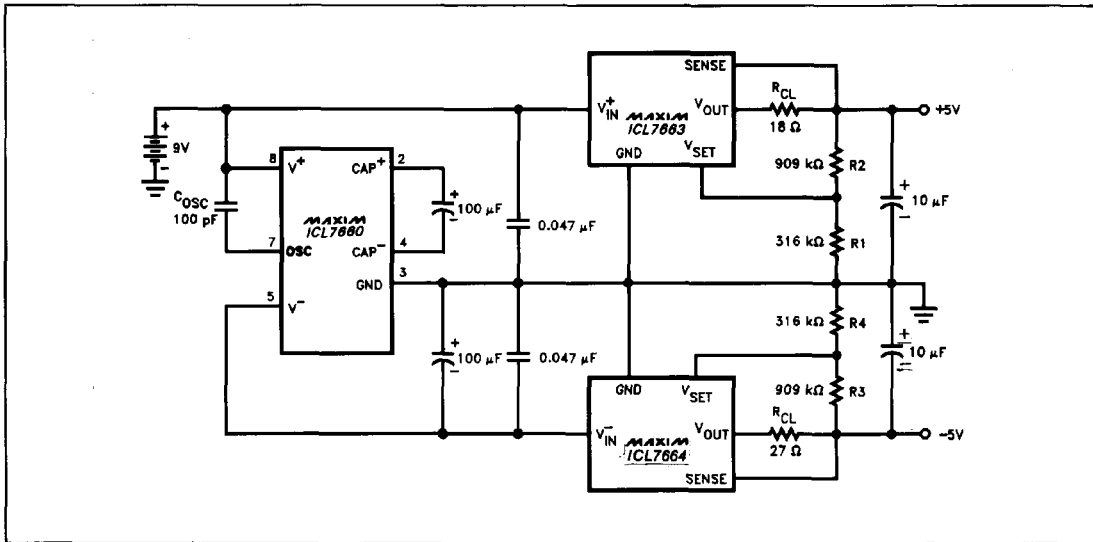 +
9V
-
C_OSC
100 pF
8
V+
7
OSC
5
V−
MAXIM
ICL7660
CAP+
2
CAP−
4
GND
3
+
100 µF
-
0.047 µF
+
100 µF
-
0.047 µF
SENSE
V+IN
MAXIM
ICL7663
VOUT
GND
VSET
RCL
18 Ω
+5V
909 kΩ
R2
+
10 µF
-
316 kΩ
R1
316 kΩ
R4
+
10 µF
909 kΩ
R3
GND
VSET
V−IN
MAXIM
ICL7664
VOUT
SENSE
RCL
27 Ω
−5V